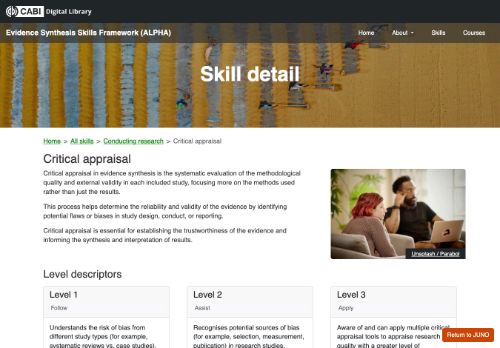 CABI Digital Library
Evidence Synthesis Skills Framework (ALPHA)
Home
About
Skills
Courses
Skill detail
Home > All skills > Conducting research > Critical appraisal
Critical appraisal
Critical appraisal in evidence synthesis is the systematic evaluation of the methodological
quality and external validity in each included study, focusing more on the methods used
rather than just the results.
This process helps determine the reliability and validity of the evidence by identifying
potential flaws or biases in study design, conduct, or reporting.
Critical appraisal is essential for establishing the trustworthiness of the evidence and
informing the synthesis and interpretation of results.
Unsplash / Parabol
Level descriptors
Level 1
Follow
Understands the risk of bias from
different study types (for example,
systematic reviews vs. case studies).
Level 2
Assist
Recognises potential sources of bias
(for example, selection, measurement,
publication) in research studies.
Level 3
Apply
Aware of and can apply multiple critical
appraisal tools to appraise research
quality with a greater level of
Return to JUNO